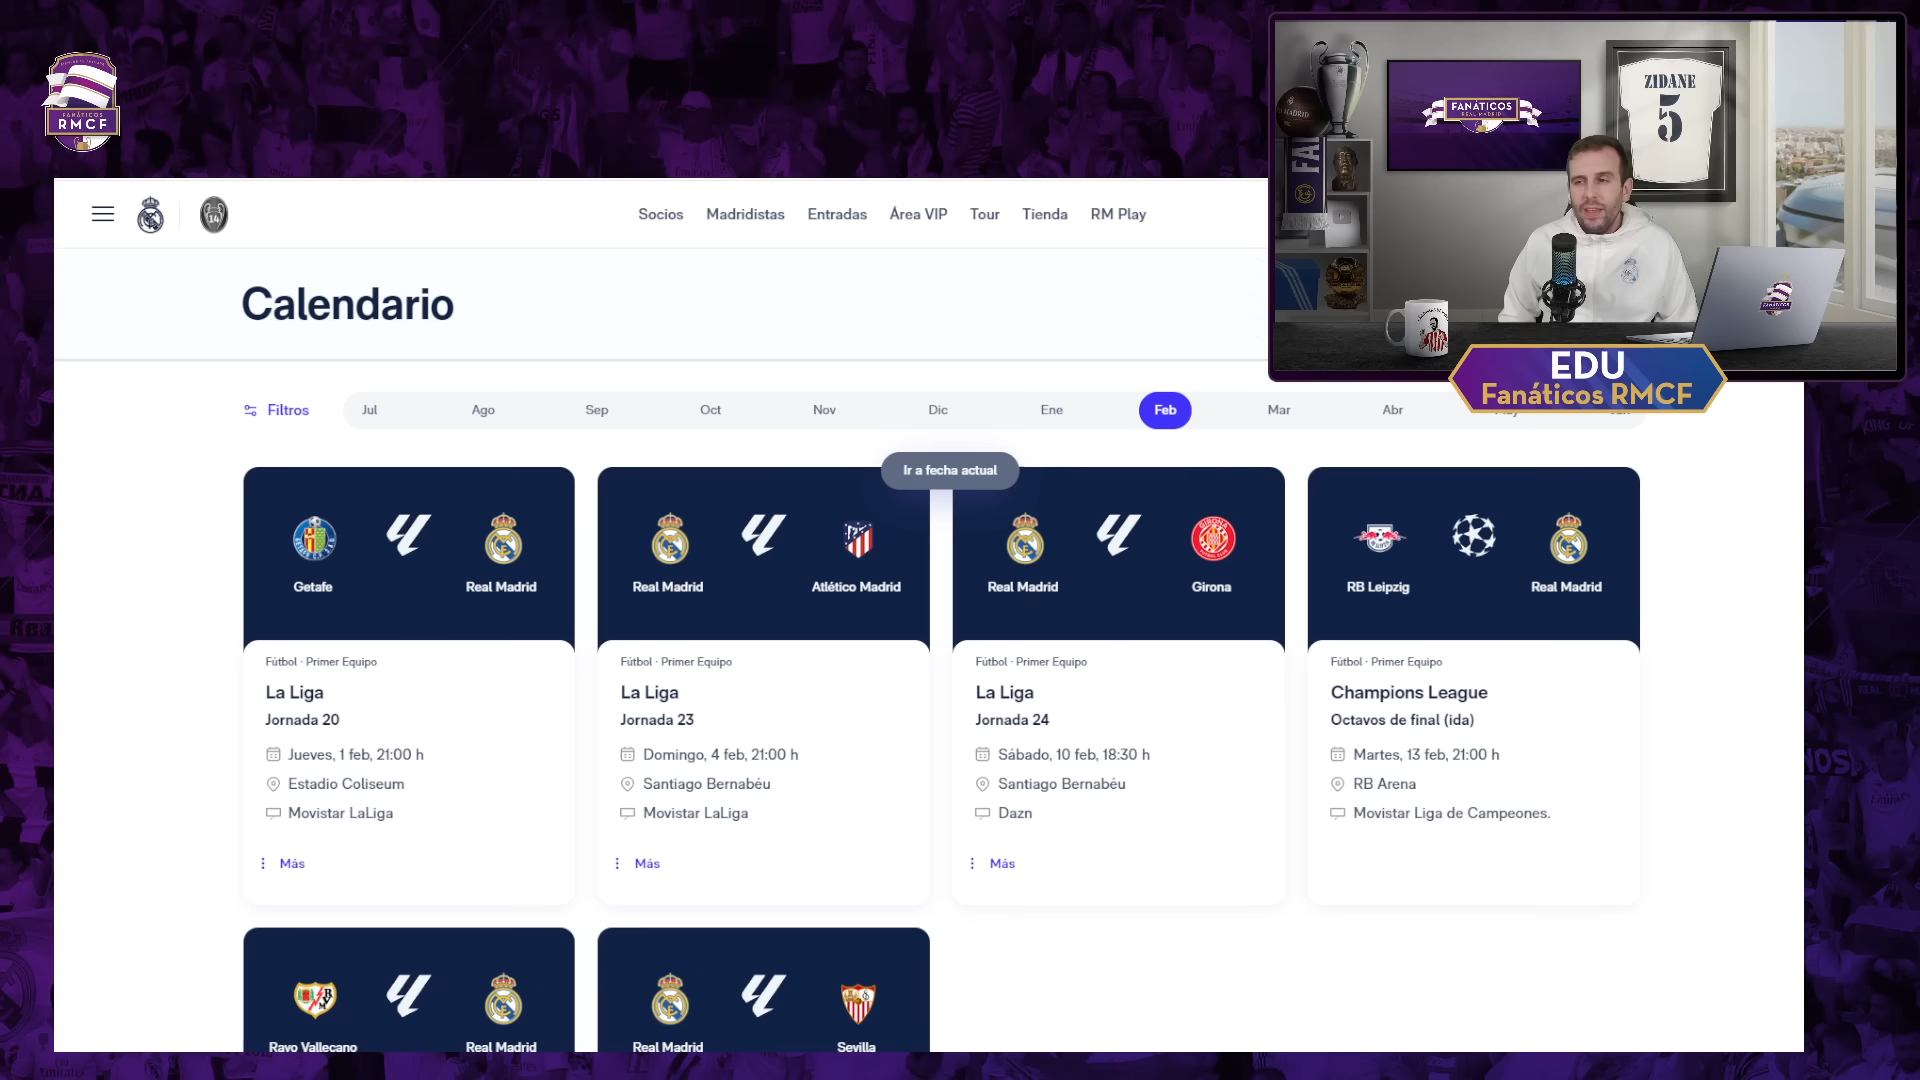 FANÁTICOS
RMCF
14
Socios
Madridistas
Entradas
Área VIP
Tour
Tienda
RM Play
FANÁTICOS
REAL MADRID
ZIDANE
5
EDU
Fanáticos RMCF
Calendario
Filtros
Jul
Ago
Sep
Oct
Nov
Dic
Ene
Feb
Mar
Abr
Ir a fecha actual
Getafe
Real Madrid
Fútbol · Primer Equipo
La Liga
Jornada 20
Jueves, 1 feb, 21:00 h
Estadio Coliseum
Movistar LaLiga
Más
Real Madrid
Atlético Madrid
Fútbol · Primer Equipo
La Liga
Jornada 23
Domingo, 4 feb, 21:00 h
Santiago Bernabéu
Movistar LaLiga
Más
Real Madrid
Girona
Fútbol · Primer Equipo
La Liga
Jornada 24
Sábado, 10 feb, 18:30 h
Santiago Bernabéu
Dazn
Más
RB Leipzig
Real Madrid
Fútbol · Primer Equipo
Champions League
Octavos de final (ida)
Martes, 13 feb, 21:00 h
RB Arena
Movistar Liga de Campeones.
Rayo Vallecano
Real Madrid
Real Madrid
Sevilla